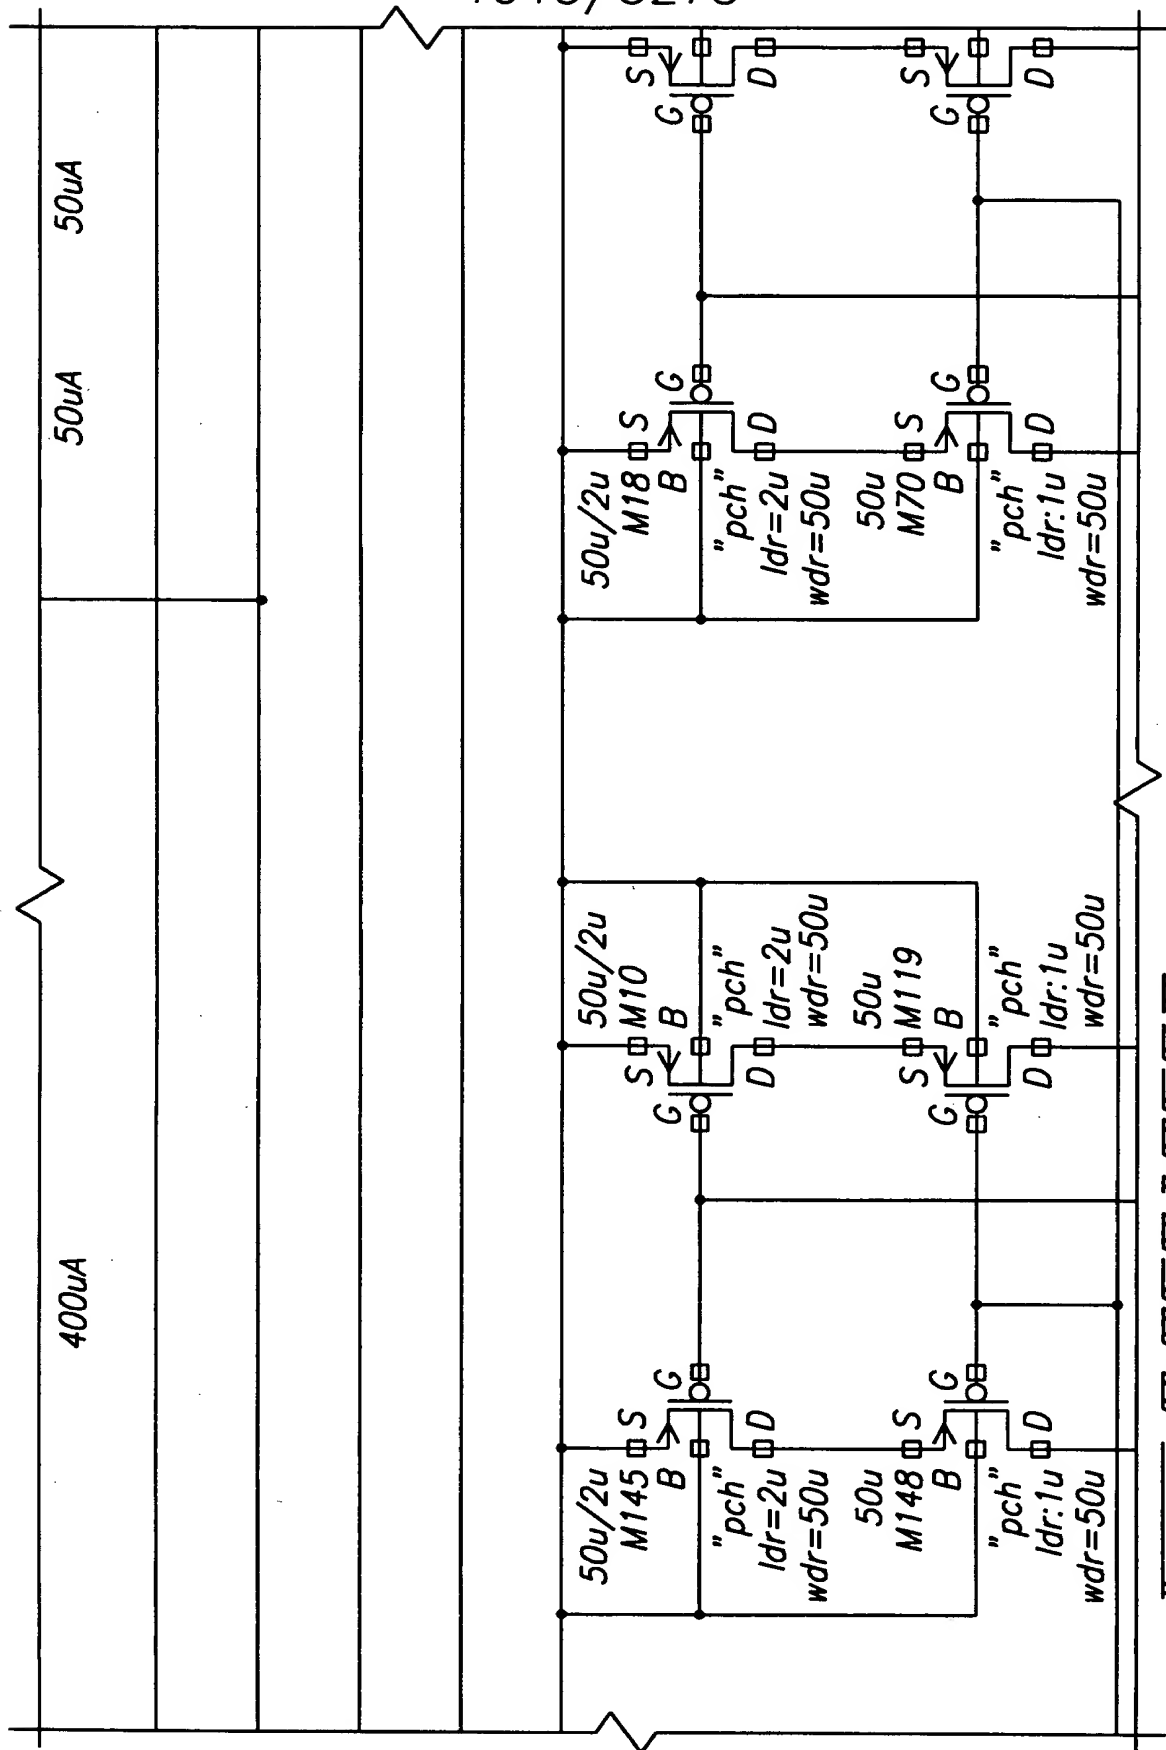 400uA
50uA
50uA
50u/2u
M145
S
B
G
"pch"
D
ldr=2u
wdr=50u
50u/2u
M10
S
B
G
"pch"
D
ldr=2u
wdr=50u
50u/2u
M18
S
B
G
"pch"
D
ldr=2u
wdr=50u
S
G
D
50u
M148
S
B
G
"pch"
D
ldr:1u
wdr=50u
50u
M119
S
B
G
"pch"
D
ldr:1u
wdr=50u
50u
M70
S
B
G
"pch"
D
ldr:1u
wdr=50u
S
G
D